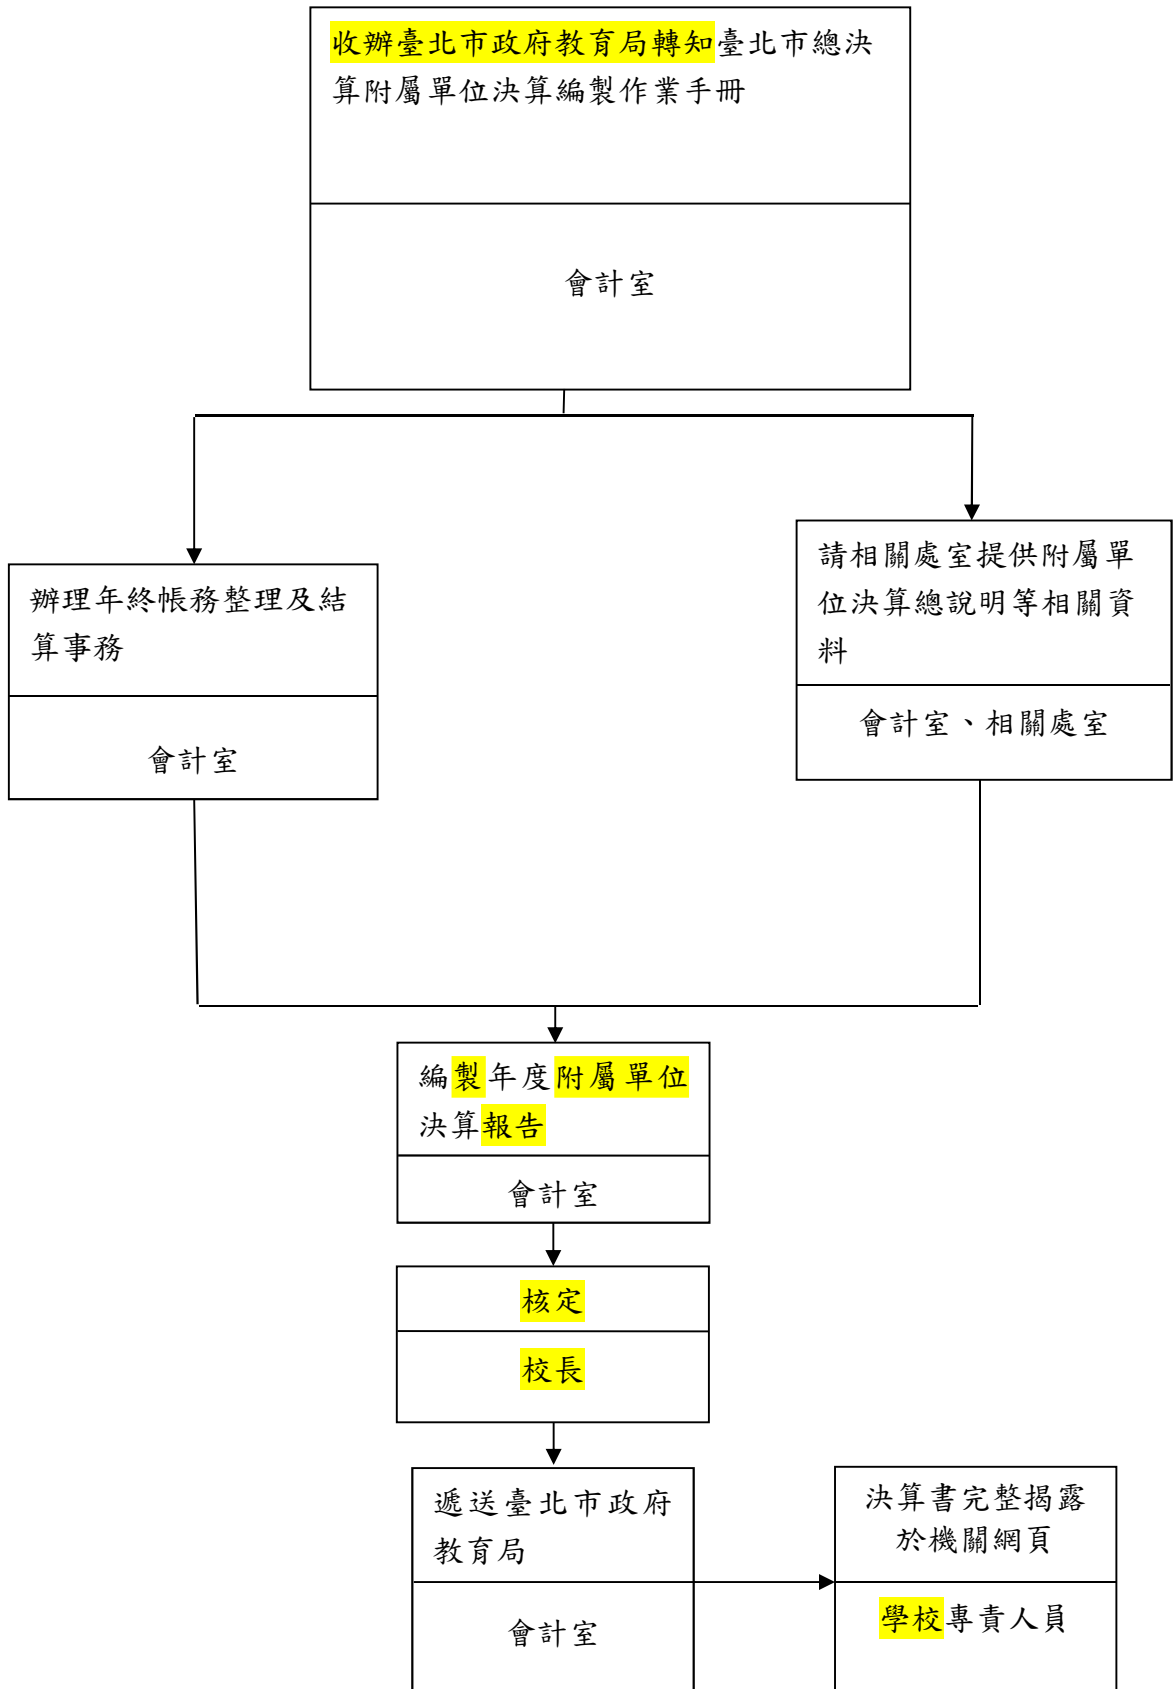 收辦臺北市政府教育局轉知臺北市總決
算附屬單位決算編製作業手冊
會計室
辦理年終帳務整理及結
算事務
會計室
請相關處室提供附屬單
位決算總說明等相關資
料
會計室、相關處室
編製年度附屬單位
決算報告
會計室
核定
校長
遞送臺北市政府
教育局
會計室
決算書完整揭露
於機關網頁
學校專責人員